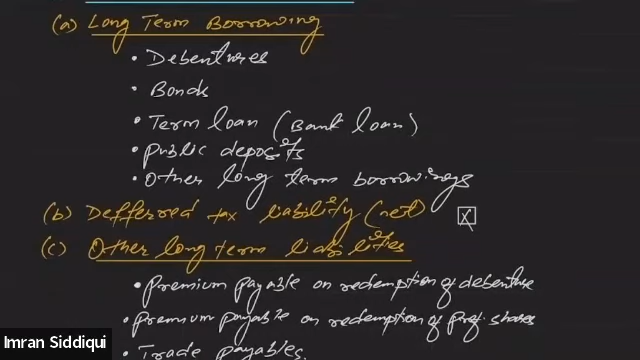 (a) Long Term Borrowing
• Debentures
• Bonds
• Term loan (Bank loan)
• public deposits
• Other long term borrowings
(b) Defferred tax liability (net) x
(c) Other long term liabilities
• Premium payable on redemption of debenture
• Premium payable on redemption of pref. shares
• Trade payables.
Imran Siddiqui